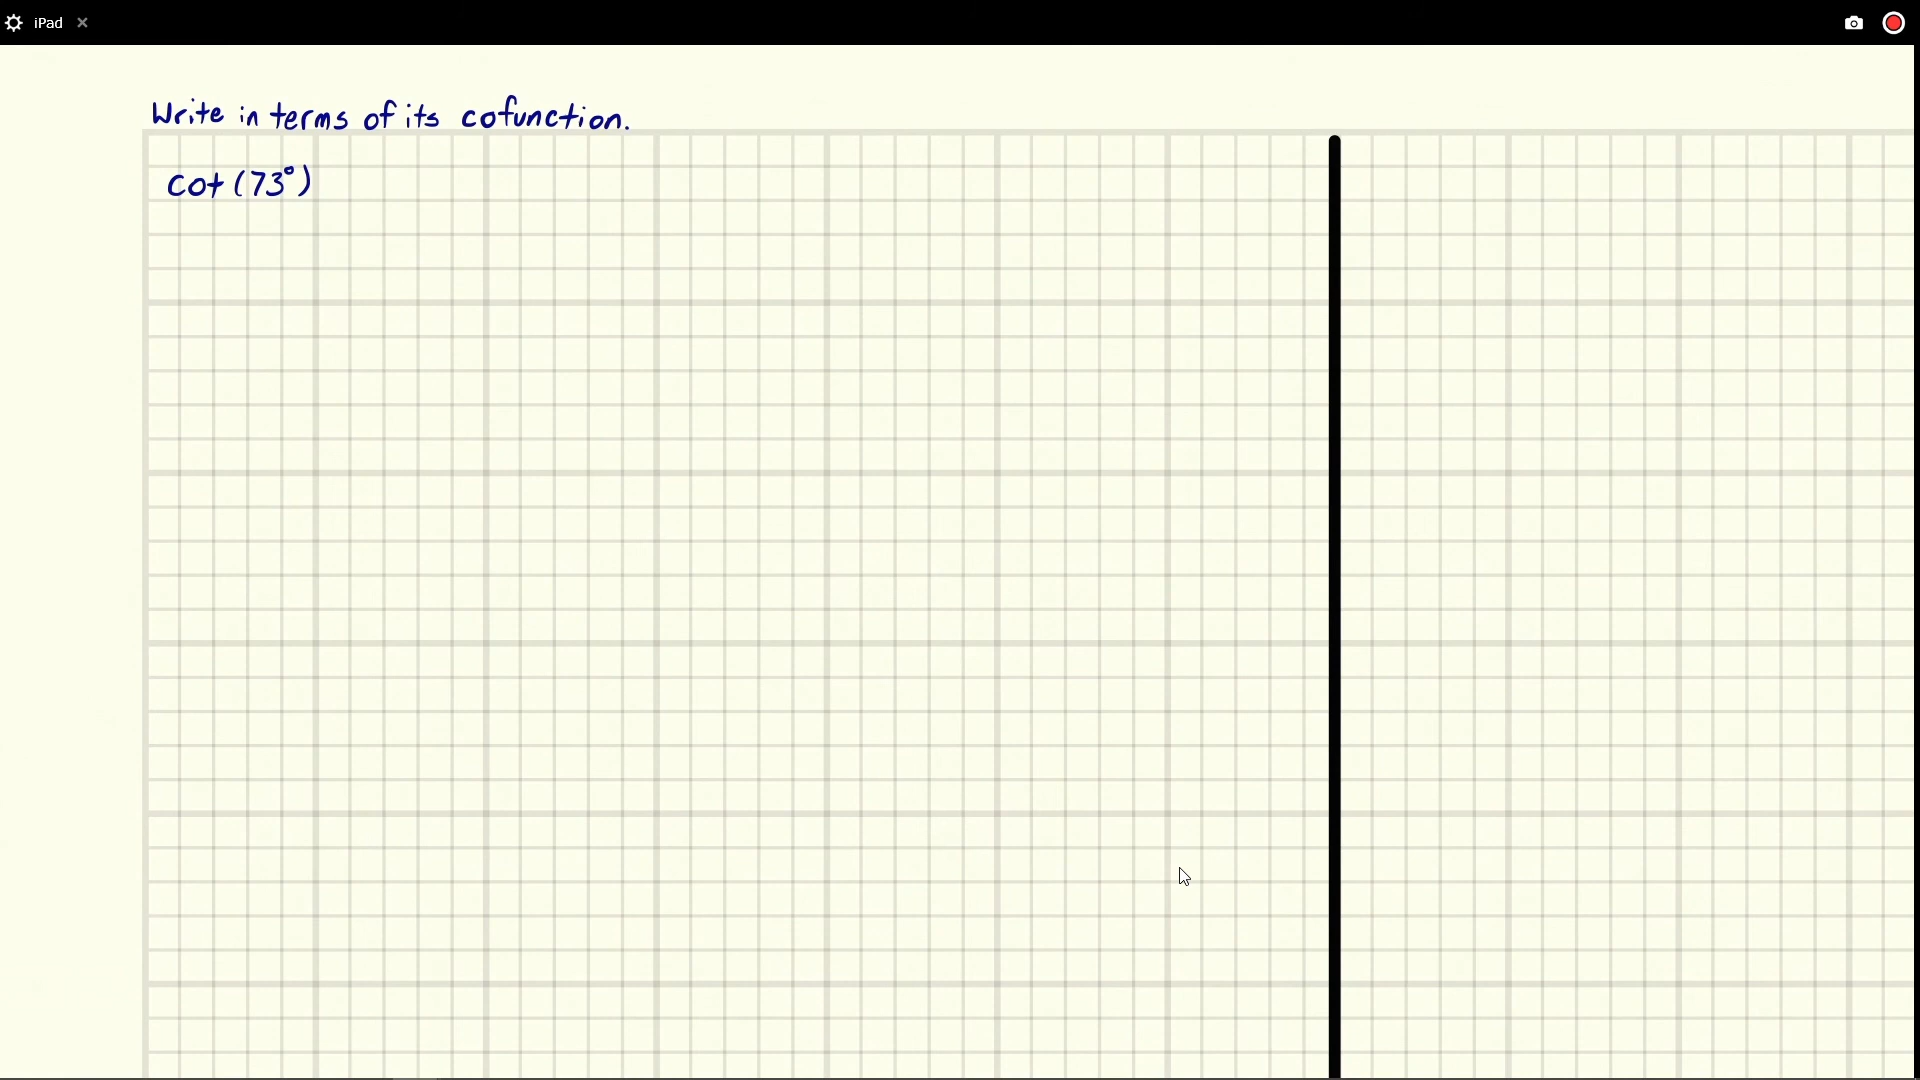 iPad
Write in terms of its cofunction.
cot (73°)